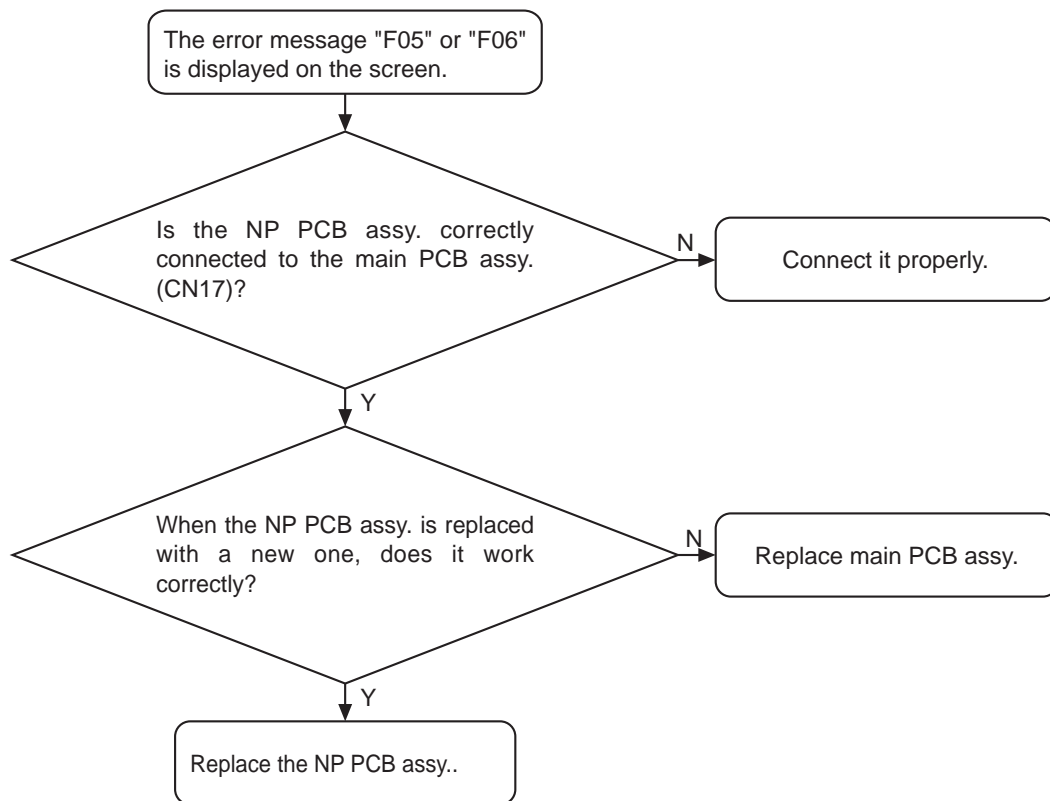 The error message "F05" or "F06"
is displayed on the screen.
Is the NP PCB assy. correctly
connected to the main PCB assy.
(CN17)?
N
Connect it properly.
Y
When the NP PCB assy. is replaced
with a new one, does it work
correctly?
N
Replace main PCB assy.
Y
Replace the NP PCB assy..